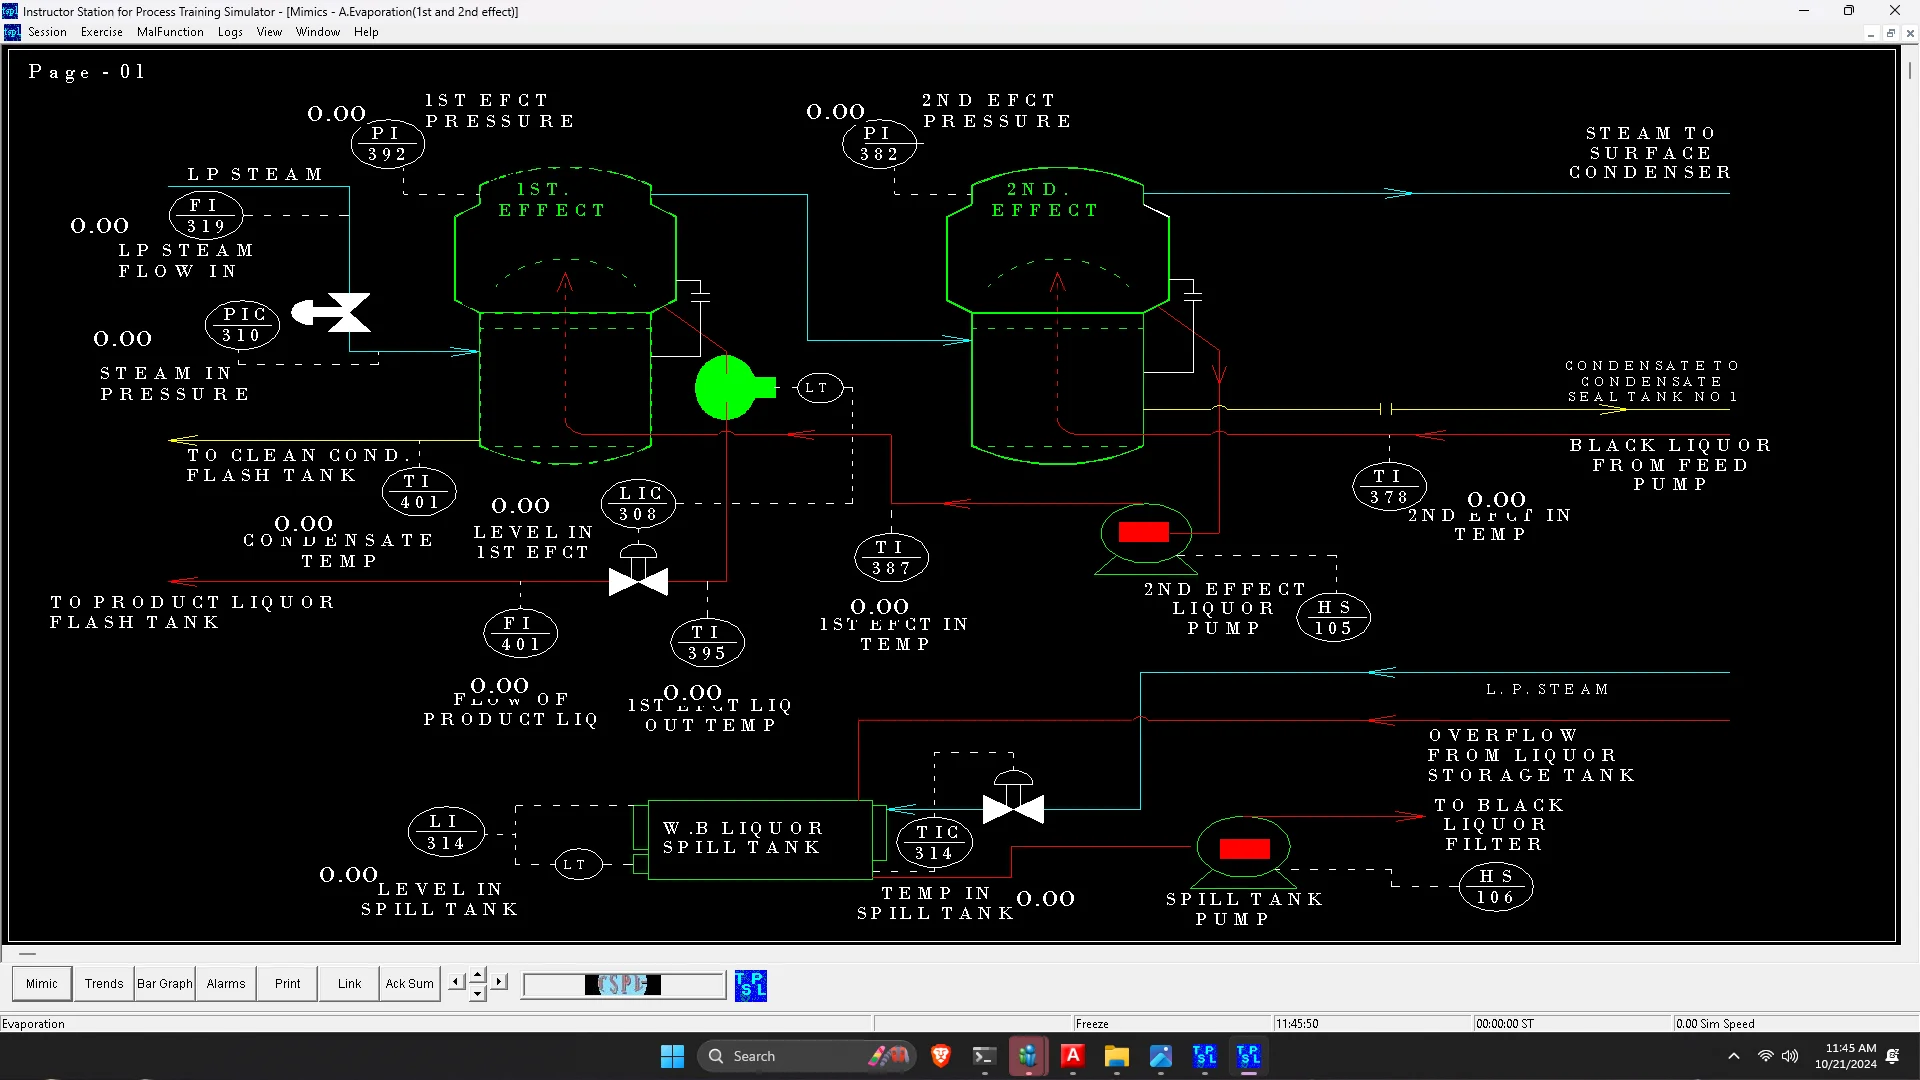 Instructor Station for Process Training Simulator - [Mimics - A.Evaporation(1st and 2nd effect)]
Session Exercise MalFunction Logs View Window Help
Page - 01
0.00
1ST EFCT
PRESSURE
PI
392
0.00
2ND EFCT
PRESSURE
PI
382
STEAM TO
SURFACE
CONDENSER
LP STEAM
FI
319
0.00
LP STEAM
FLOW IN
1ST.
EFFECT
2ND.
EFFECT
PIC
310
0.00
STEAM IN
PRESSURE
LT
CONDENSATE TO
CONDENSATE
SEAL TANK NO 1
TO CLEAN COND.
FLASH TANK
TI
401
0.00
CONDENSATE
TEMP
0.00
LEVEL IN
1ST EFCT
LIC
308
BLACK LIQUOR
FROM FEED
PUMP
TI
378
0.00
2ND EFCT IN
TEMP
TI
387
0.00
1ST EFCT IN
TEMP
2ND EFFECT
LIQUOR
PUMP
HS
105
TO PRODUCT LIQUOR
FLASH TANK
FI
401
0.00
FLOW OF
PRODUCT LIQ
TI
395
0.00
1ST EFCT LIQ
OUT TEMP
L.P.STEAM
OVERFLOW
FROM LIQUOR
STORAGE TANK
LI
314
0.00
LEVEL IN
SPILL TANK
LT
W.B LIQUOR
SPILL TANK
TIC
314
TEMP IN
SPILL TANK
0.00
TO BLACK
LIQUOR
FILTER
SPILL TANK
PUMP
HS
106
Mimic Trends Bar Graph Alarms Print Link Ack Sum
TSPL
TPSL
Evaporation Freeze 11:45:50 00:00:00 ST 0.00 Sim Speed
Search
11:45 AM
10/21/2024